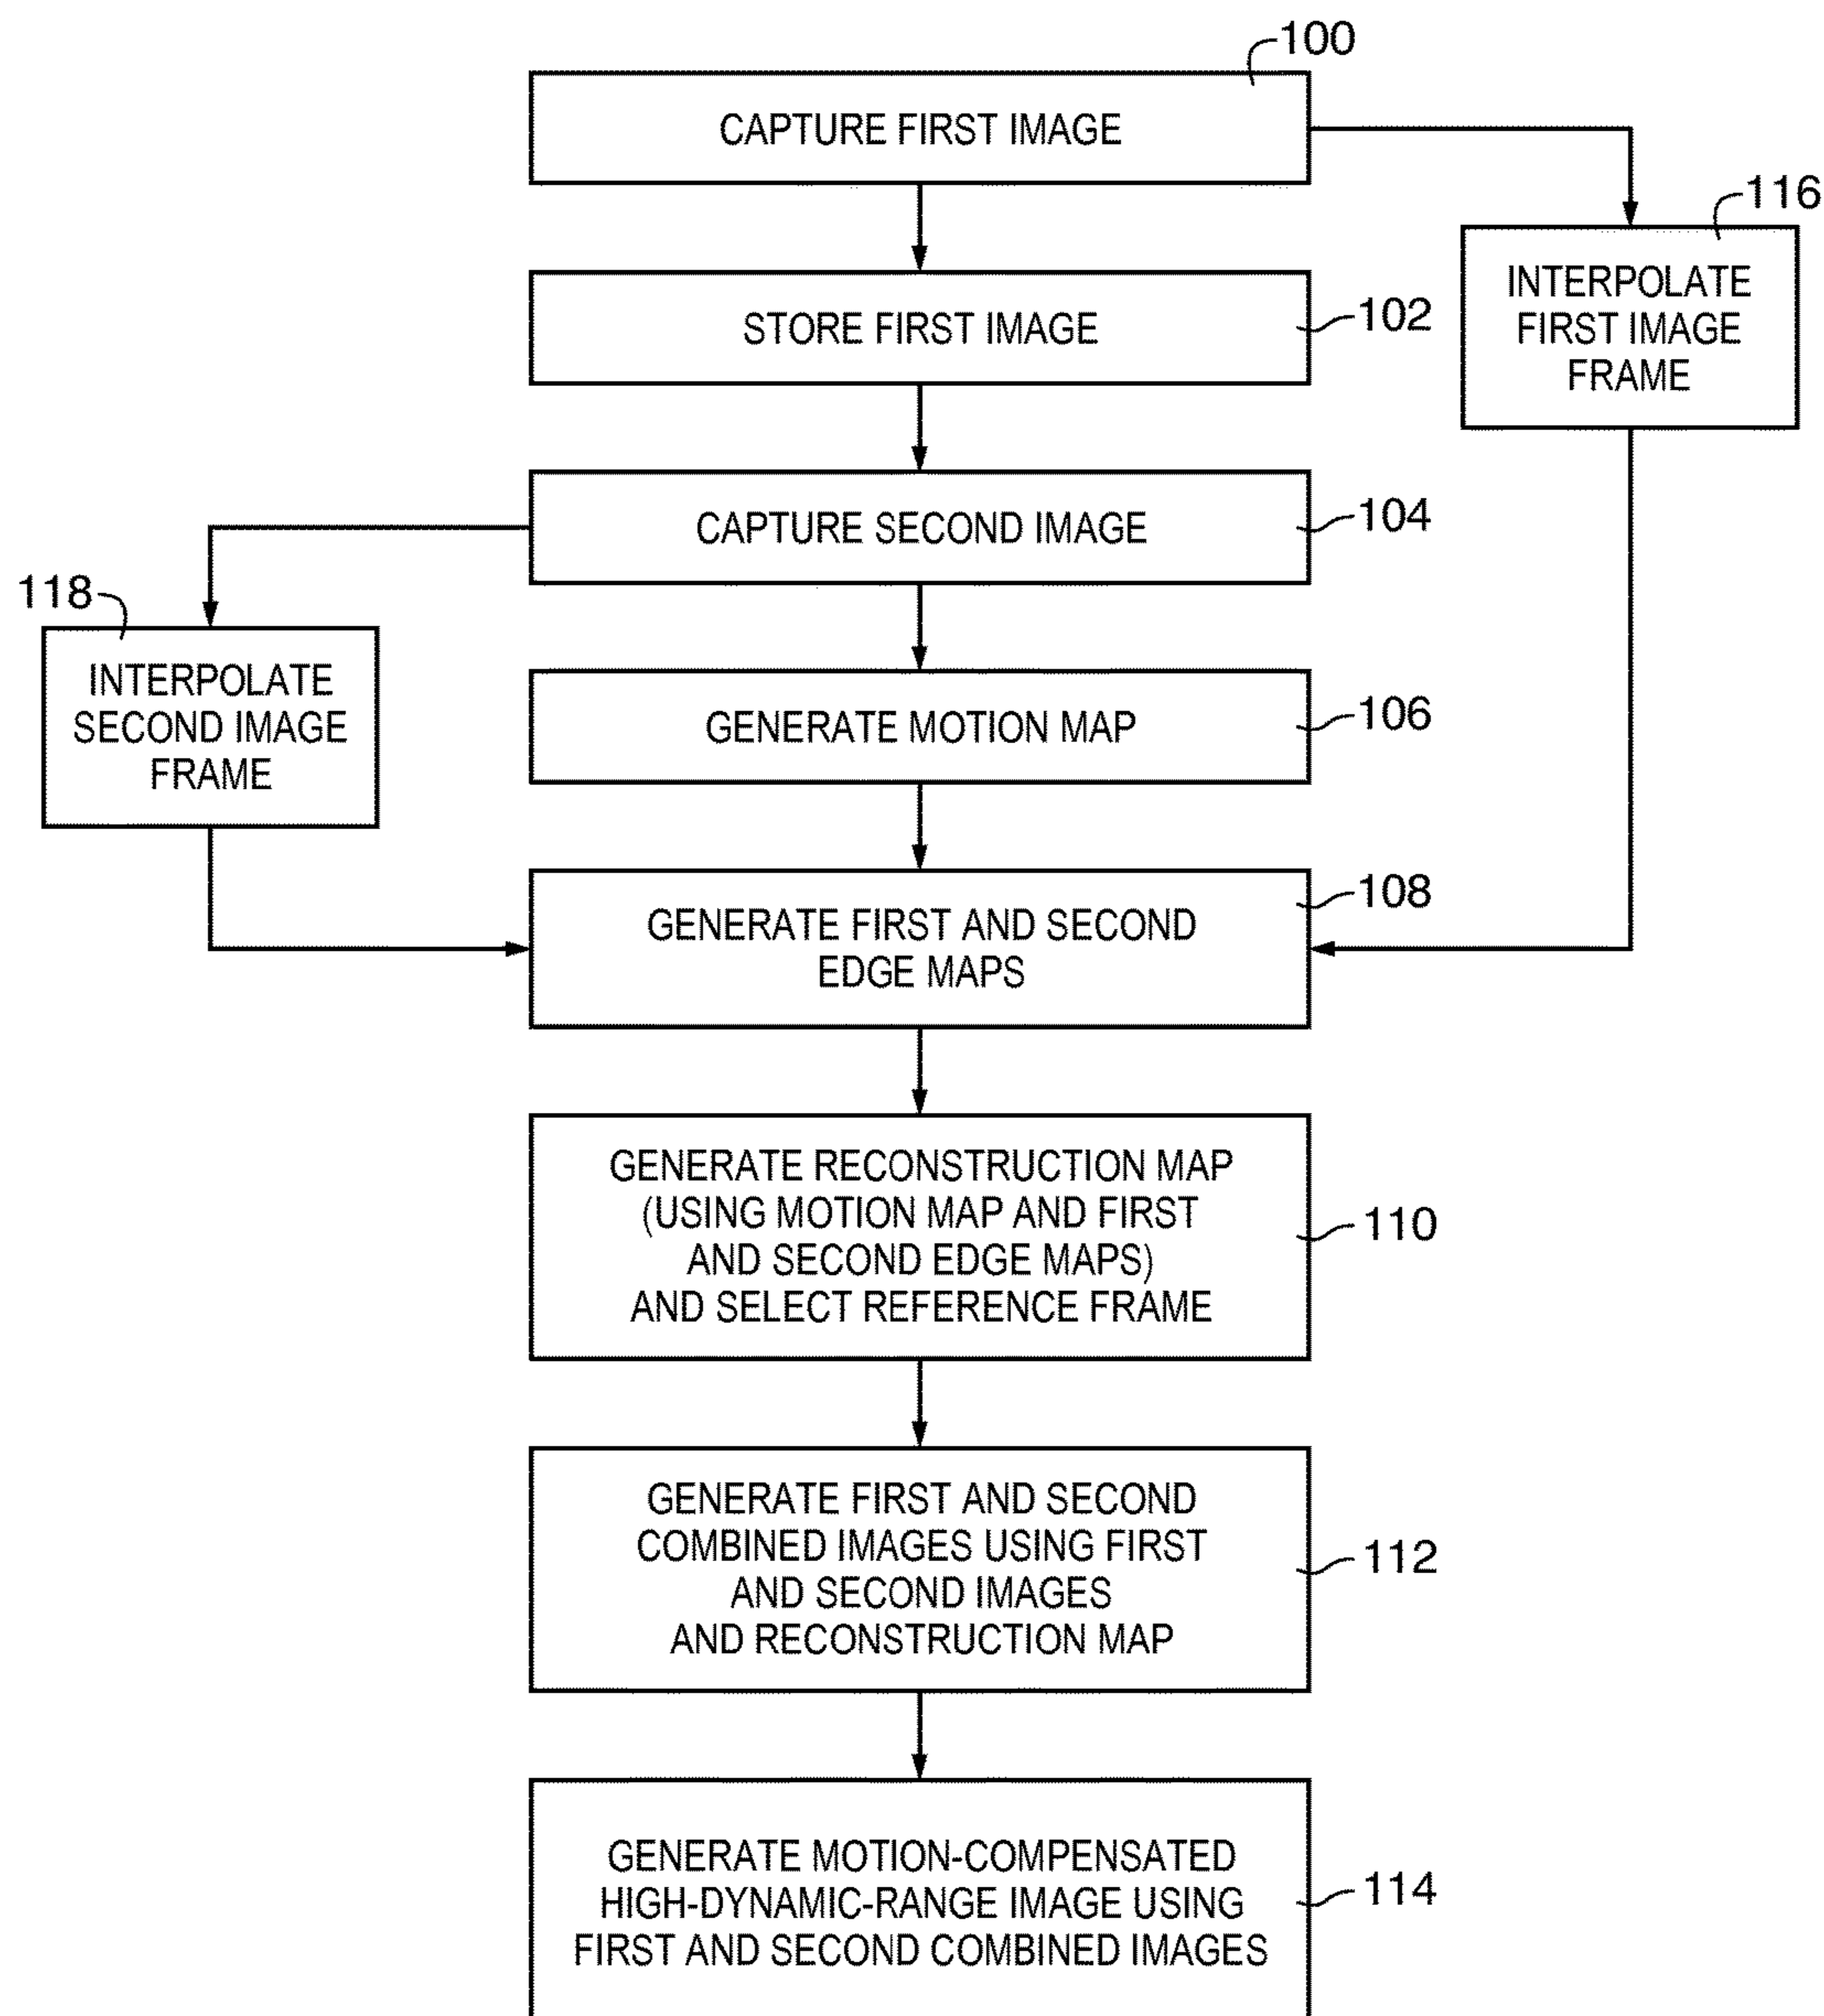 100
CAPTURE FIRST IMAGE
116
INTERPOLATE
FIRST IMAGE
FRAME
STORE FIRST IMAGE
102
CAPTURE SECOND IMAGE
104
118
INTERPOLATE
SECOND IMAGE
FRAME
GENERATE MOTION MAP
106
GENERATE FIRST AND SECOND
EDGE MAPS
108
GENERATE RECONSTRUCTION MAP
(USING MOTION MAP AND FIRST
AND SECOND EDGE MAPS)
AND SELECT REFERENCE FRAME
110
GENERATE FIRST AND SECOND
COMBINED IMAGES USING FIRST
AND SECOND IMAGES
AND RECONSTRUCTION MAP
112
GENERATE MOTION-COMPENSATED
HIGH-DYNAMIC-RANGE IMAGE USING
FIRST AND SECOND COMBINED IMAGES
114